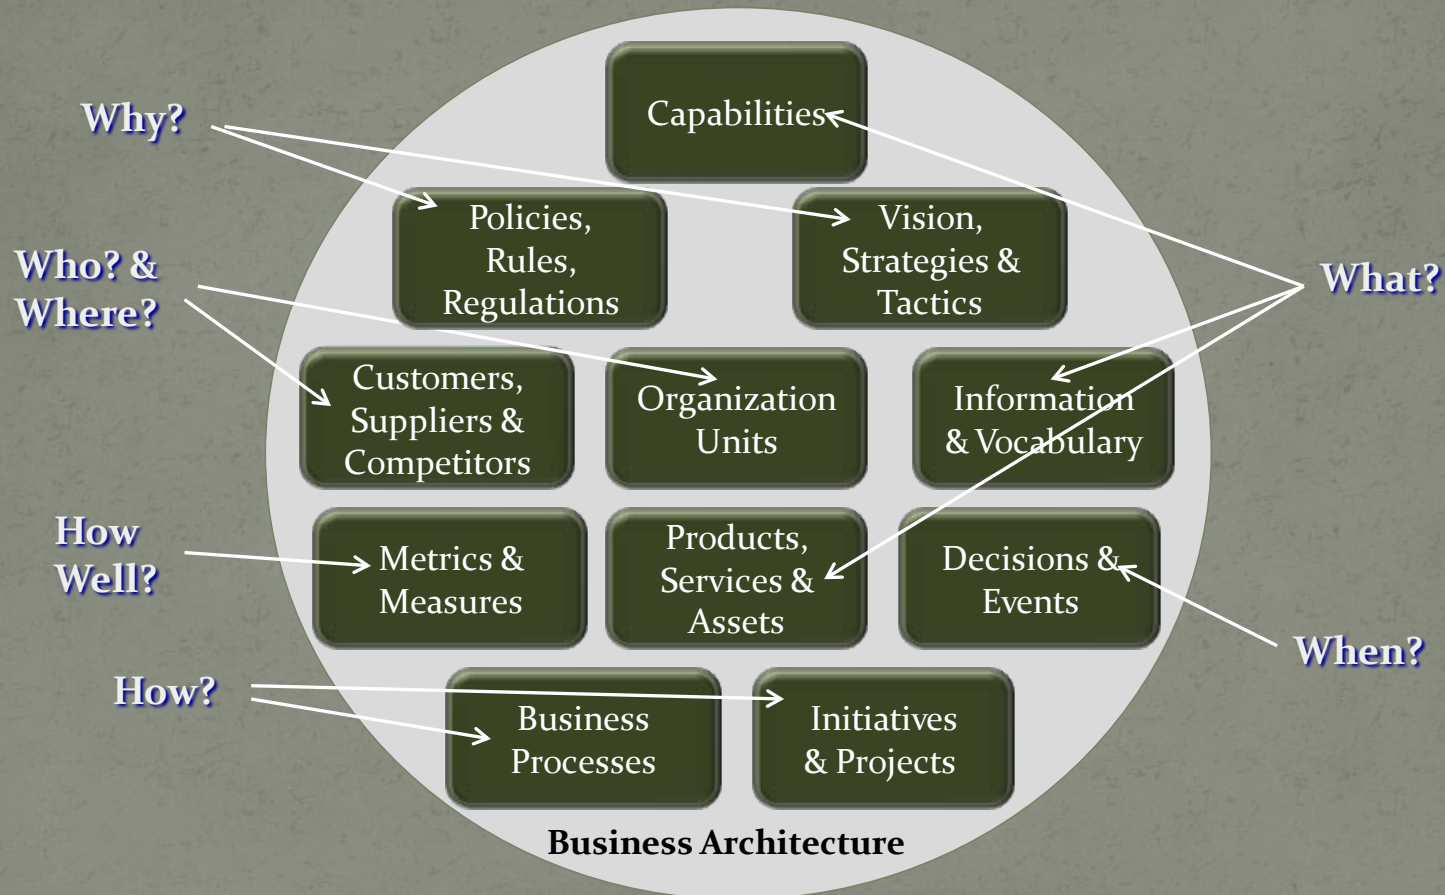 Capabilities
Why?
Policies,
Rules,
Regulations
Vision,
Strategies &
Tactics
Who? &
Where?
What?
Customers,
Suppliers &
Competitors
Organization
Units
Information
& Vocabulary
How
Well?
Metrics &
Measures
Products,
Services &
Assets
Decisions &
Events
When?
How?
Business
Processes
Initiatives
& Projects
Business Architecture